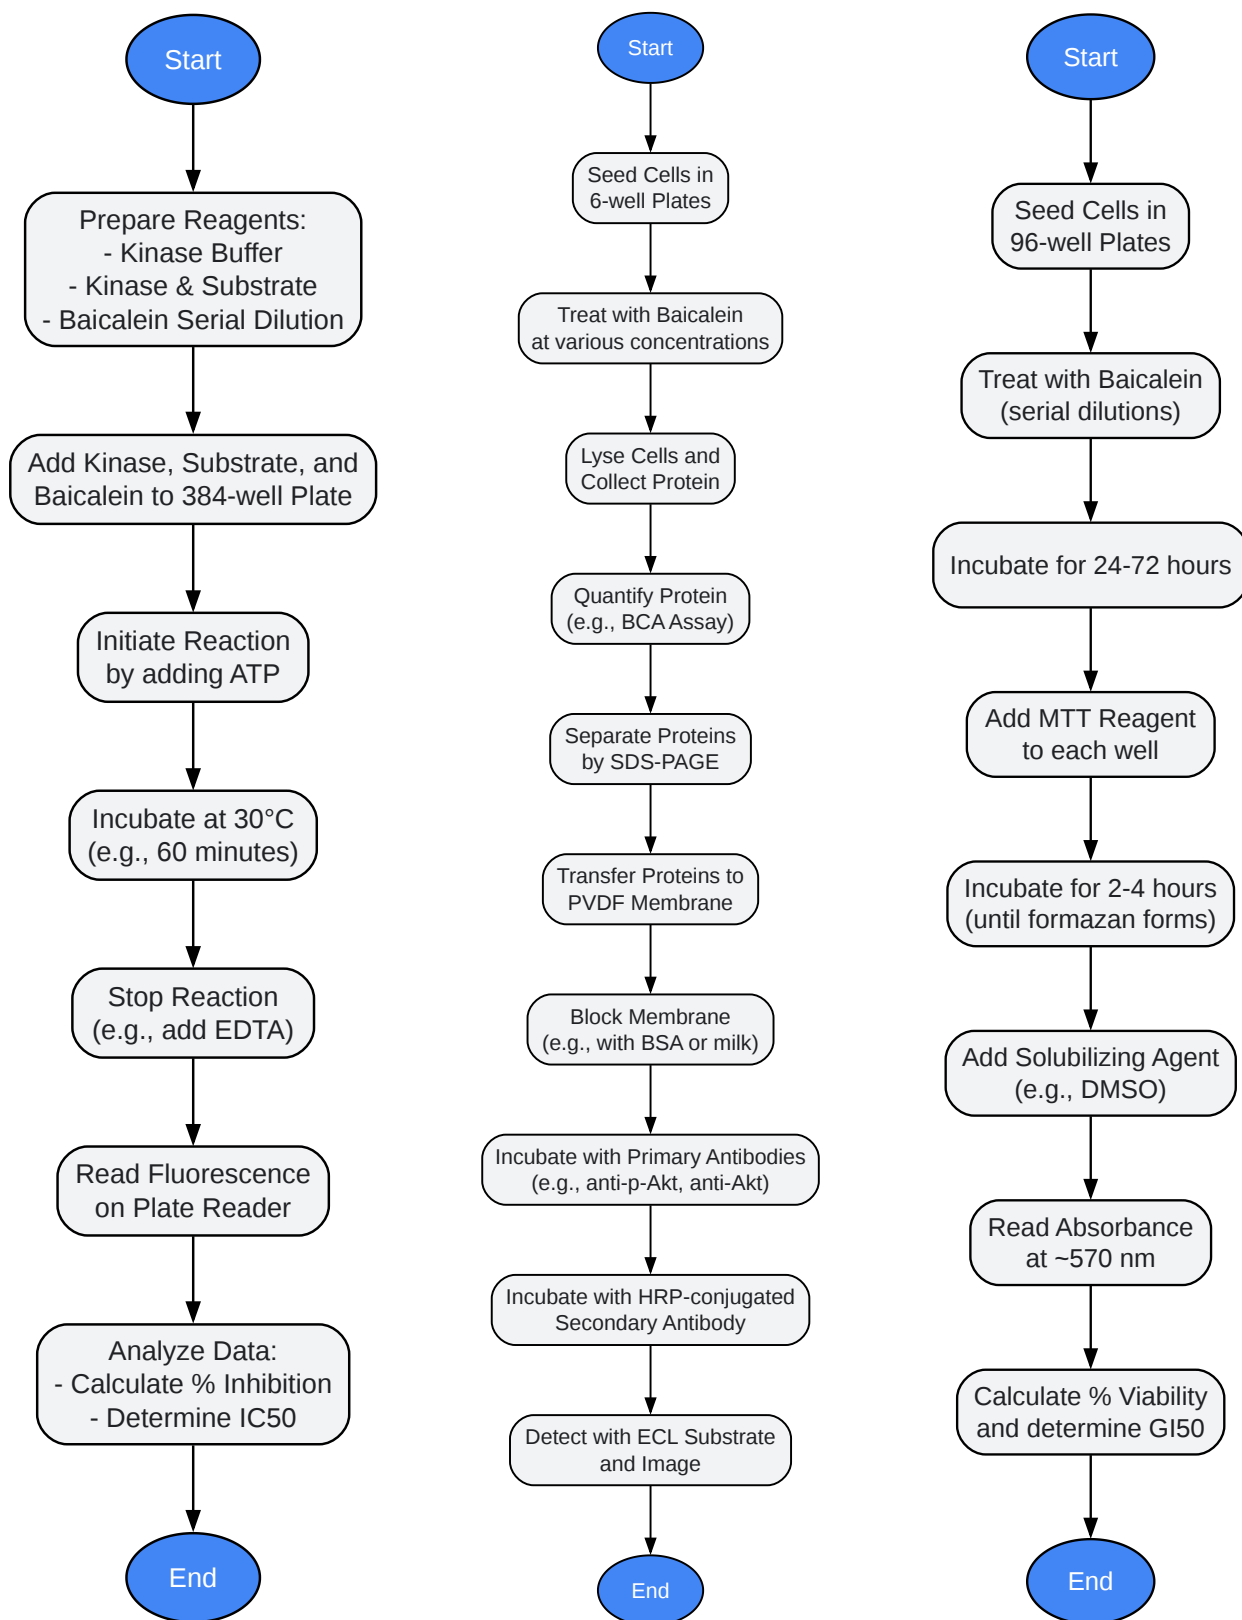 Start
Prepare Reagents:
- Kinase Buffer
- Kinase & Substrate
- Baicalein Serial Dilution
Add Kinase, Substrate, and
Baicalein to 384-well Plate
Initiate Reaction
by adding ATP
Incubate at 30°C
(e.g., 60 minutes)
Stop Reaction
(e.g., add EDTA)
Read Fluorescence
on Plate Reader
Analyze Data:
- Calculate % Inhibition
- Determine IC50
End
Start
Seed Cells in
6-well Plates
Treat with Baicalein
at various concentrations
Lyse Cells and
Collect Protein
Quantify Protein
(e.g., BCA Assay)
Separate Proteins
by SDS-PAGE
Transfer Proteins to
PVDF Membrane
Block Membrane
(e.g., with BSA or milk)
Incubate with Primary Antibodies
(e.g., anti-p-Akt, anti-Akt)
Incubate with HRP-conjugated
Secondary Antibody
Detect with ECL Substrate
and Image
End
Start
Seed Cells in
96-well Plates
Treat with Baicalein
(serial dilutions)
Incubate for 24-72 hours
Add MTT Reagent
to each well
Incubate for 2-4 hours
(until formazan forms)
Add Solubilizing Agent
(e.g., DMSO)
Read Absorbance
at ~570 nm
Calculate % Viability
and determine GI50
End